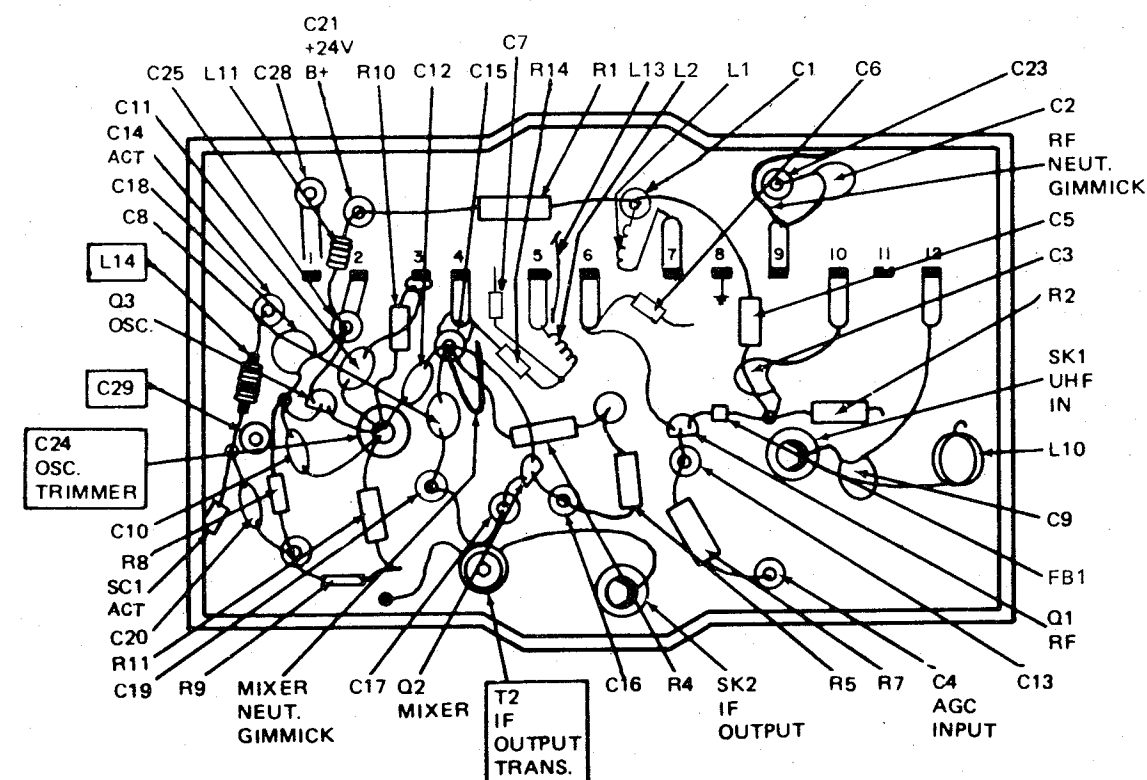 C21
+24V
B+
C7
C25
L11
C28
R10
C12
C15
R14
R1
L13
L2
L1
C1
C6
C23
C11
C14
ACT
C18
C8
L14
Q3
OSC.
C29
C24
OSC.
TRIMMER
C10
R8
SC1
ACT
C20
R11
C19
R9
MIXER
NEUT.
GIMMICK
C17
Q2
MIXER
T2
IF
OUTPUT
TRANS.
C16
R4
SK2
IF
OUTPUT
R5
R7
C4
AGC
INPUT
C13
C2
RF
NEUT.
GIMMICK
C5
C3
R2
SK1
UHF
IN
L10
C9
FB1
Q1
RF
1
2
3
4
5
6
7
8
9
10
11
12